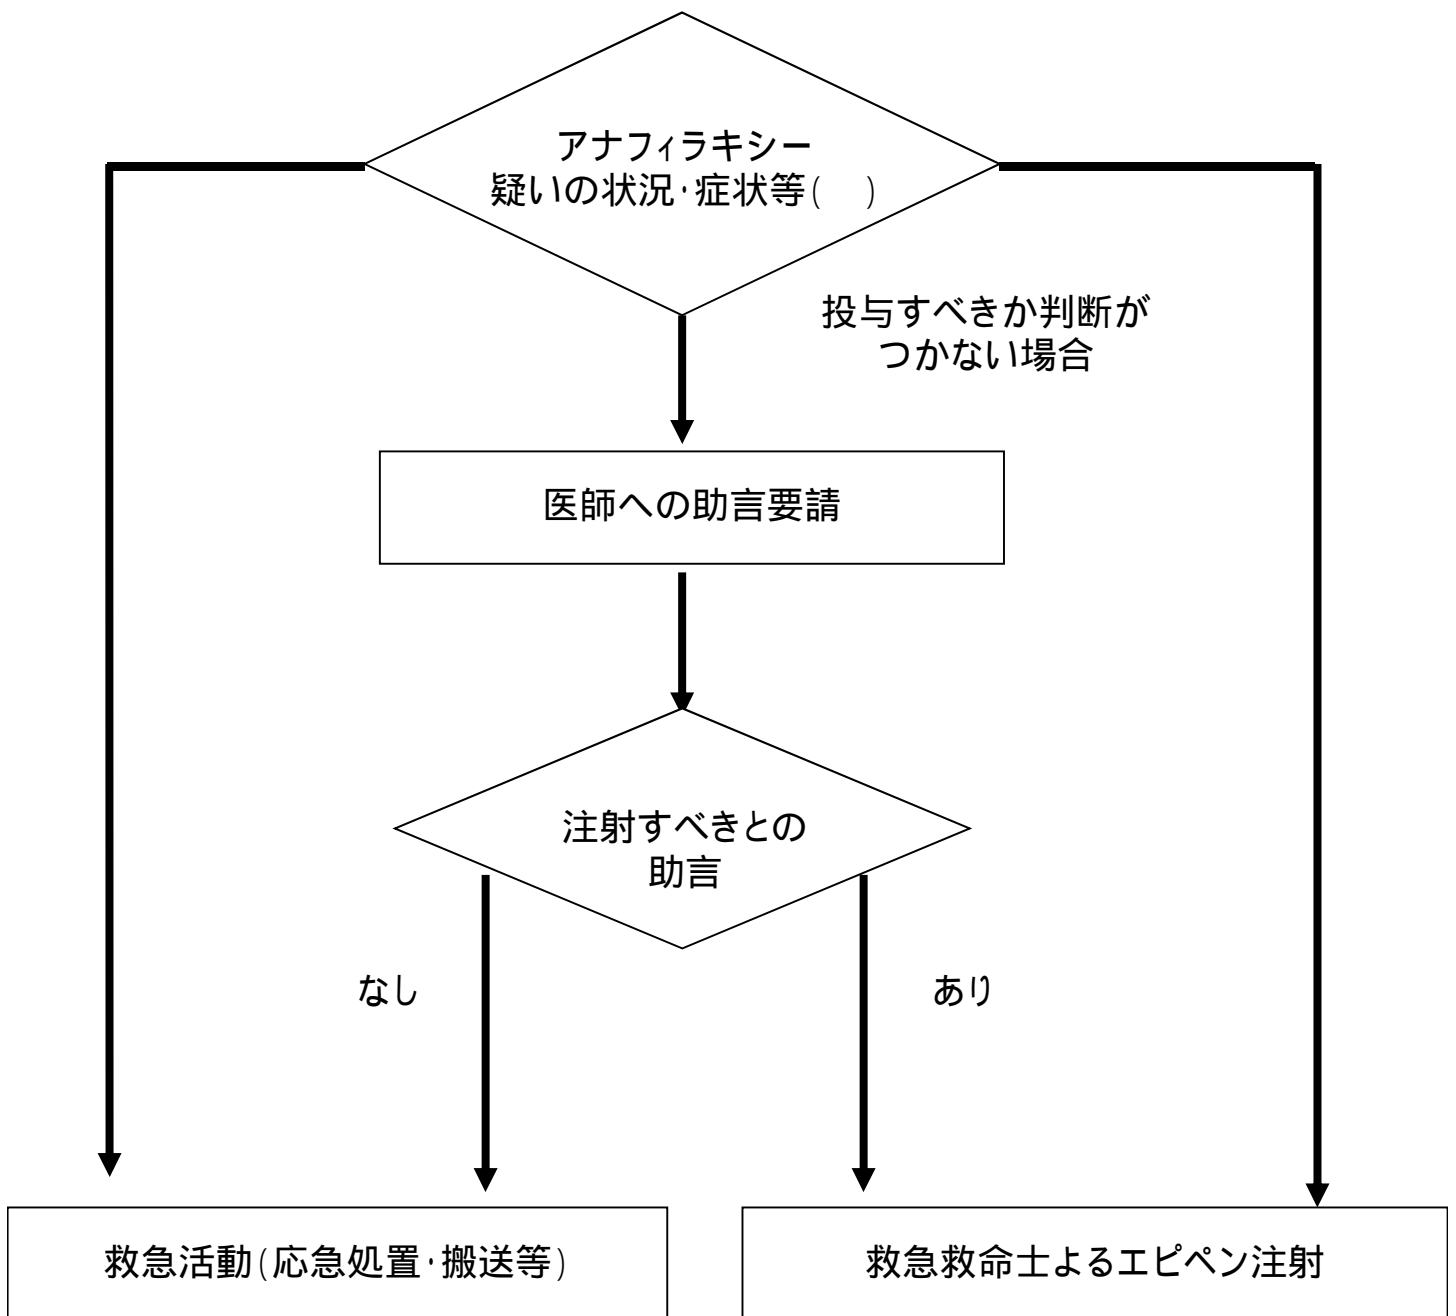 アナフィラキシー
疑いの状況・症状等(　)
投与すべきか判断が
つかない場合
医師への助言要請
注射すべきとの
助言
なし
あり
救急活動(応急処置・搬送等)
救急救命士よるエピペン注射